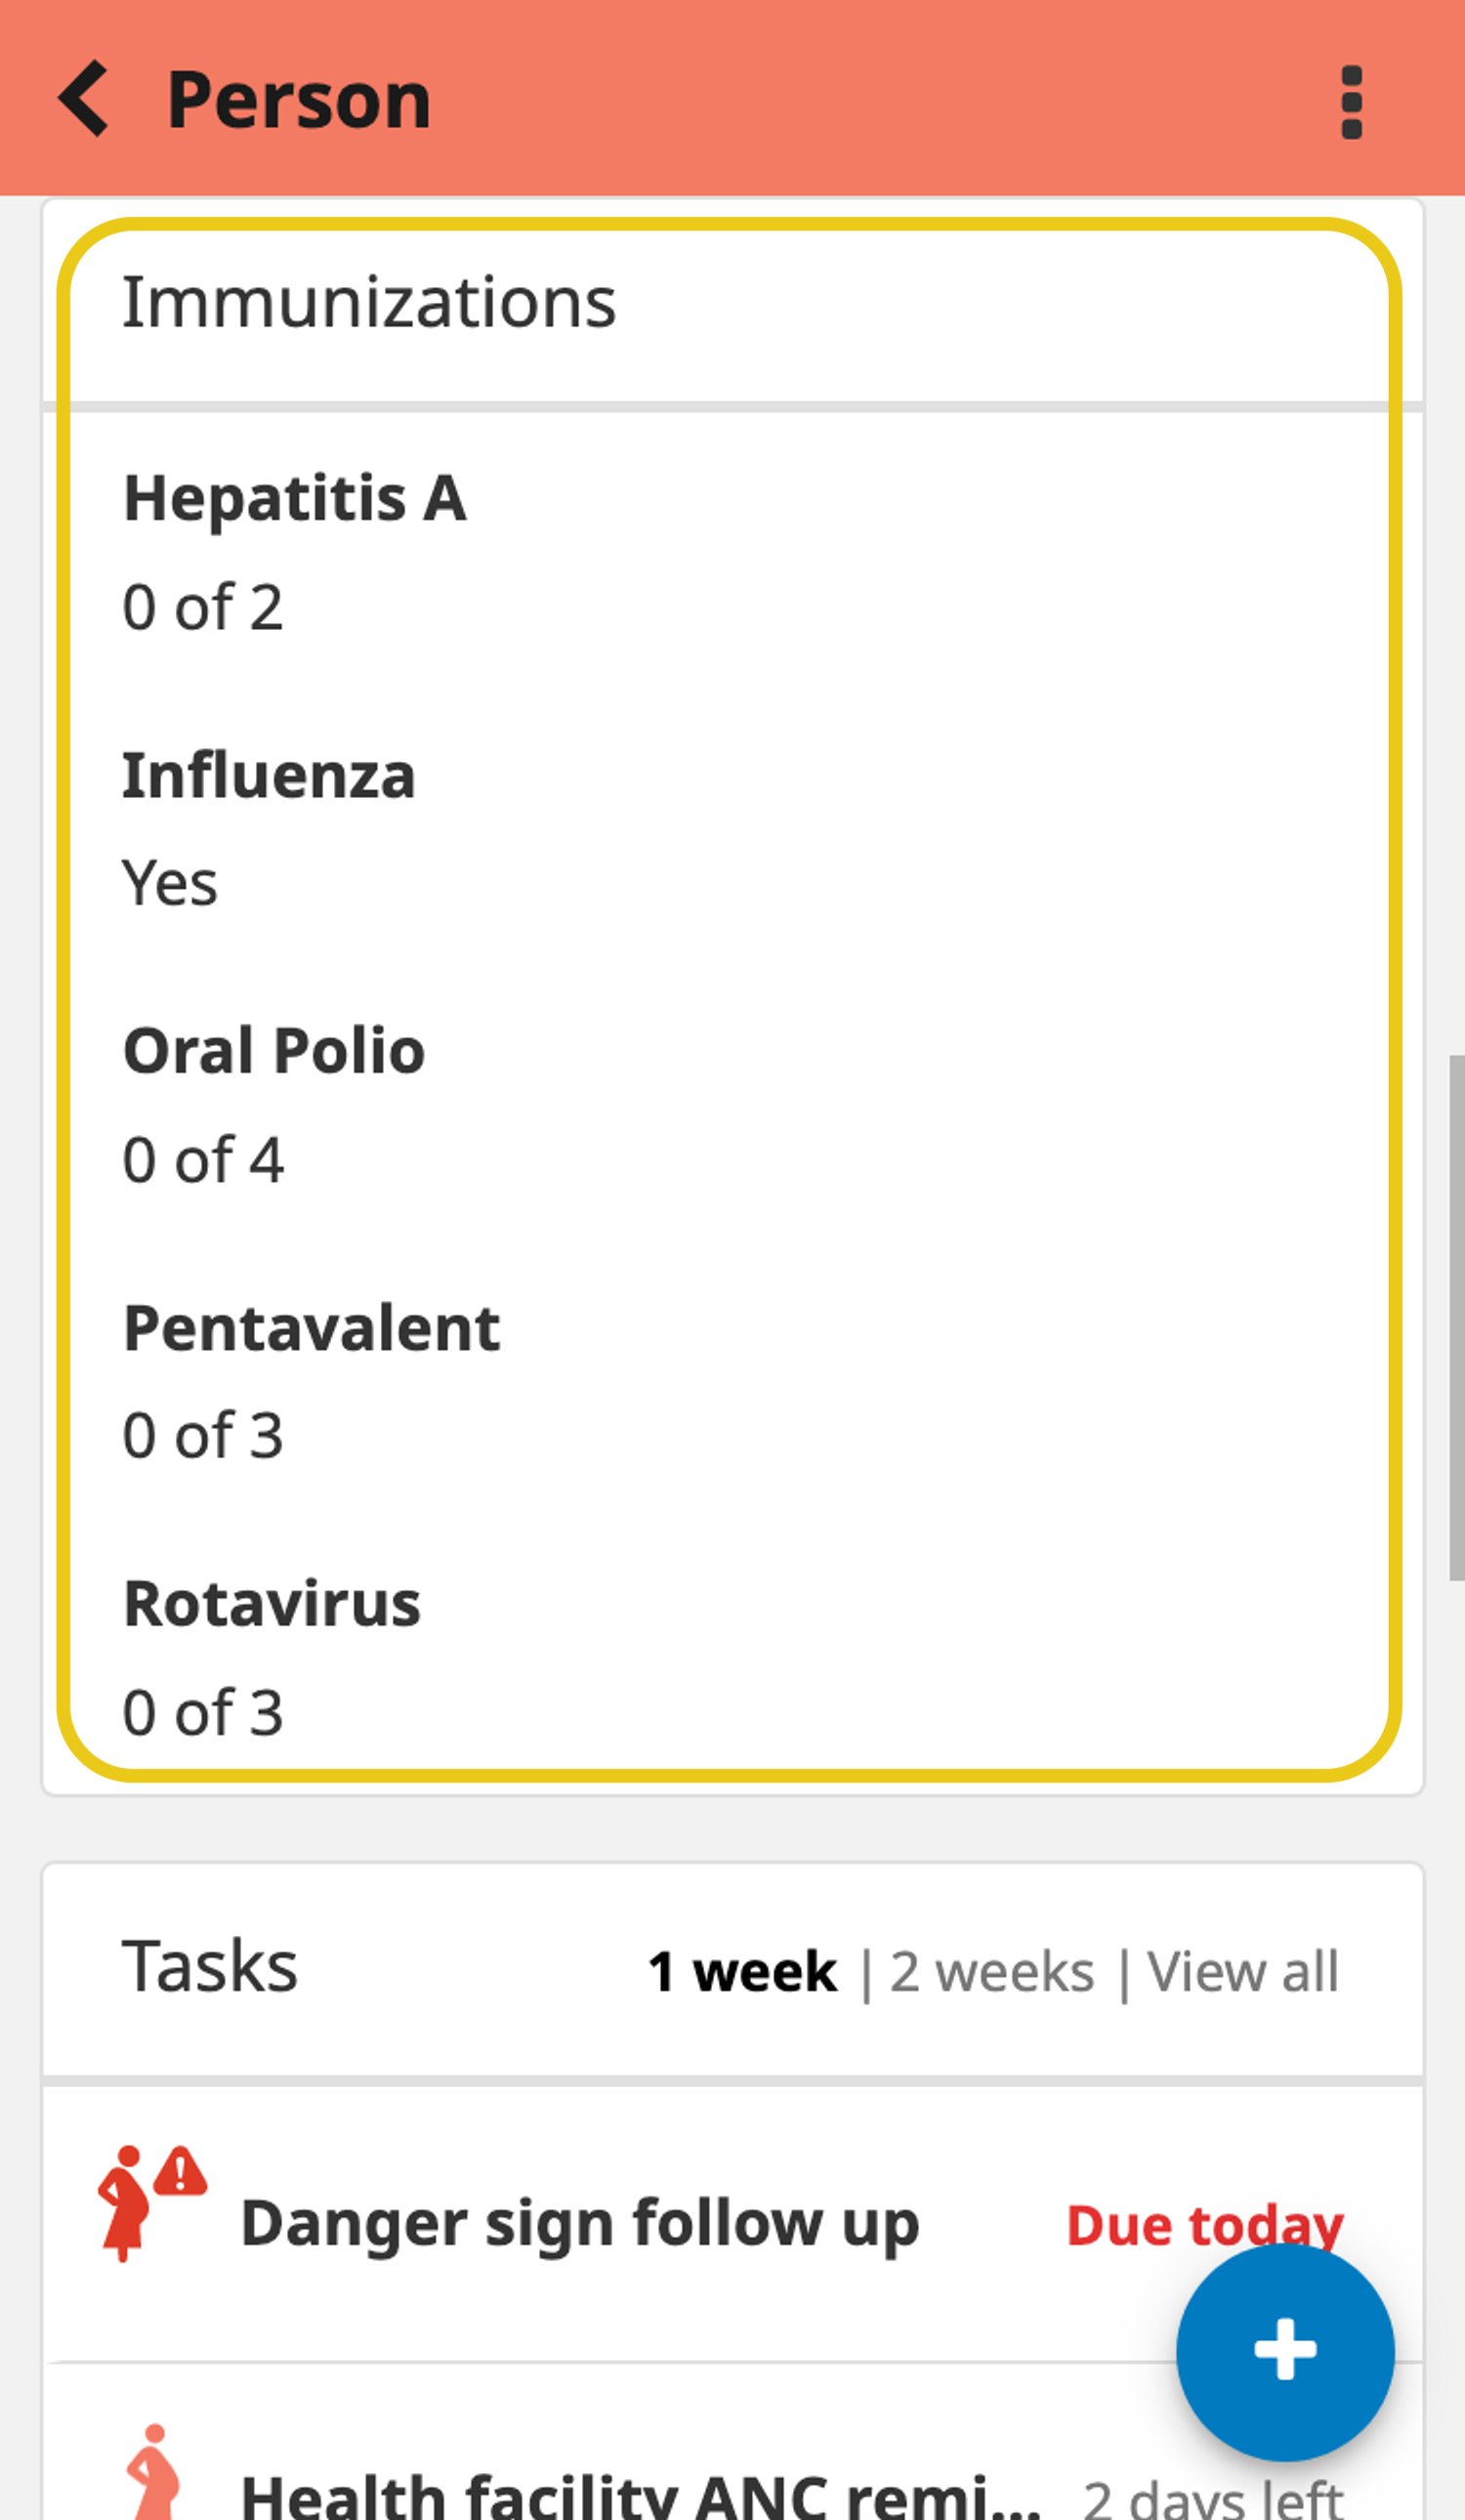 Person
Immunizations
Hepatitis A
0 of 2
Influenza
Yes
Oral Polio
0 of 4
Pentavalent
0 of 3
Rotavirus
0 of 3
Tasks 1 week | 2 weeks | View all
Danger sign follow up Due today
Health facility ANC remi... 2 days left